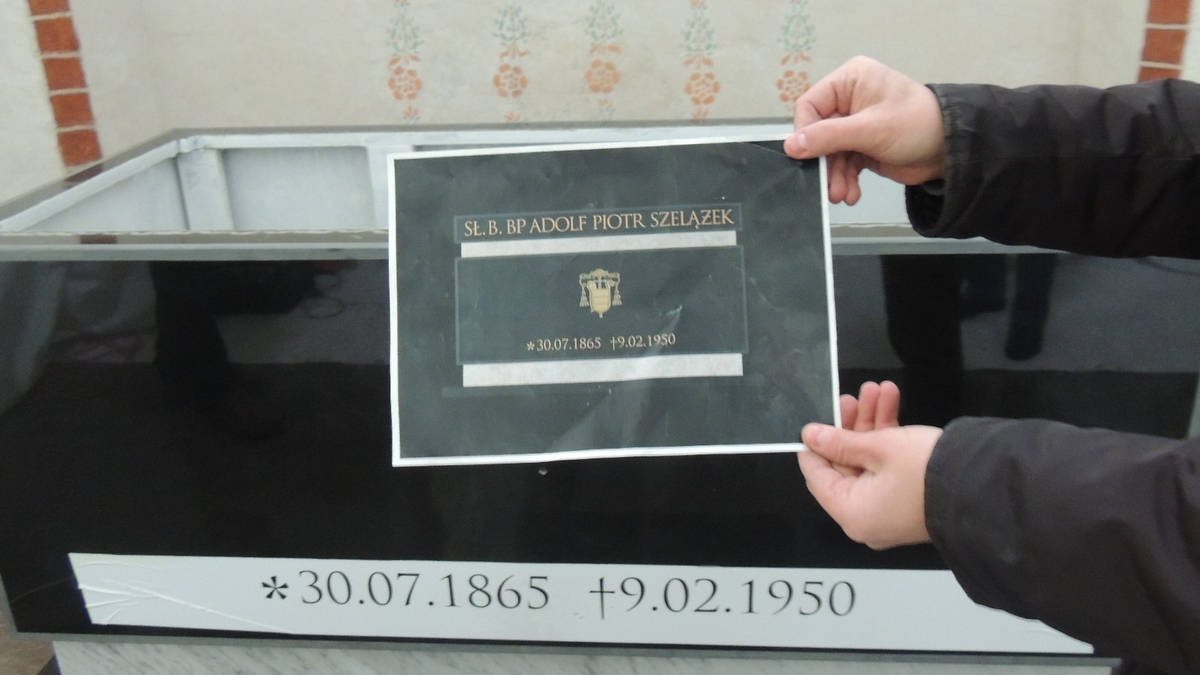 SŁ. B. BP ADOLF PIOTR SZELĄŻEK
*30.07.1865 †9.02.1950
*30.07.1865 †9.02.1950